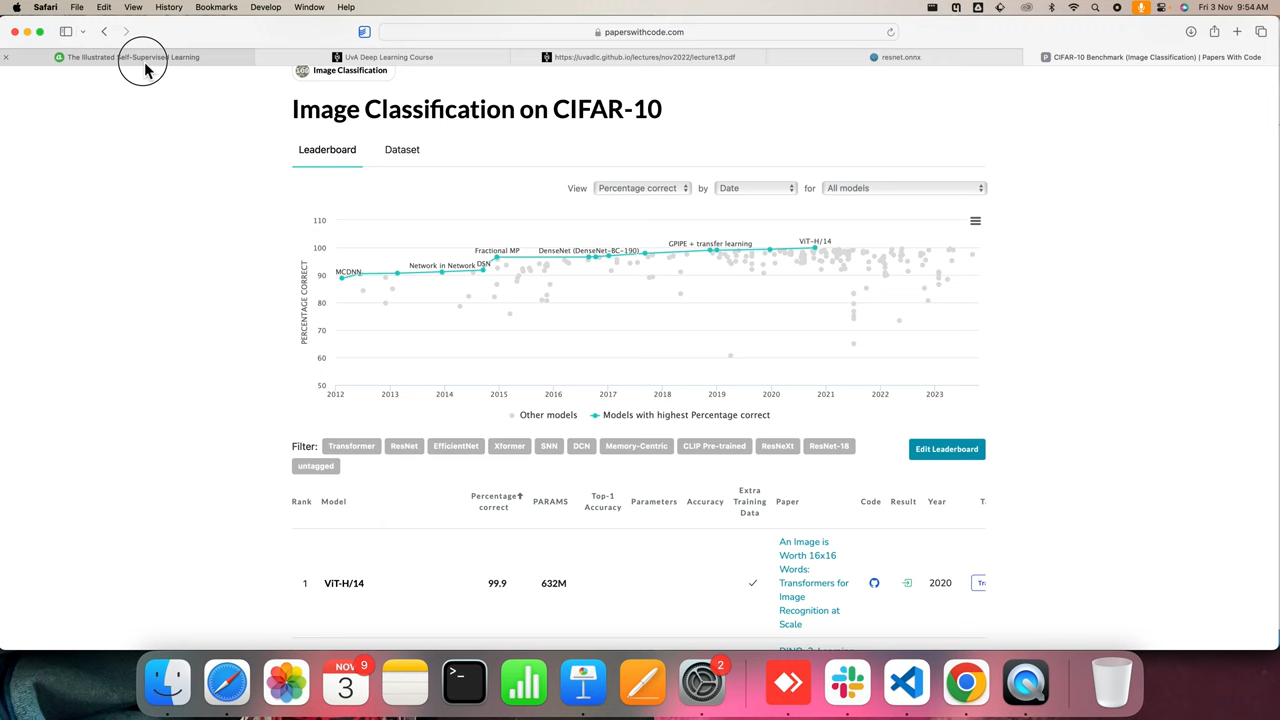 Safari File Edit View History Bookmarks Develop Window Help
Fri 3 Nov 9:54 AM
paperswithcode.com
The Illustrated Self-Supervised Learning
UvA Deep Learning Course
https://uvadlc.github.io/lectures/nov2022/lecture13.pdf
resnet.onnx
CIFAR-10 Benchmark (Image Classification) | Papers With Code
Image Classification
Image Classification on CIFAR-10
Leaderboard Dataset
View Percentage correct by Date for All models
PERCENTAGE CORRECT
110
100
90
80
70
60
50
MCDNN
Network in Network
DSN
Fractional MP
DenseNet (DenseNet-BC-190)
GPIPE + transfer learning
ViT-H/14
2012 2013 2014 2015 2016 2017 2018 2019 2020 2021 2022 2023
Other models Models with highest Percentage correct
Filter: Transformer ResNet EfficientNet Xformer SNN DCN Memory-Centric CLIP Pre-trained ResNeXt ResNet-18
untagged
Edit Leaderboard
Rank Model Percentage correct PARAMS Top-1 Accuracy Parameters Accuracy Extra Training Data Paper Code Result Year
1 ViT-H/14 99.9 632M
An Image is
Worth 16x16
Words:
Transformers for
Image
Recognition at
Scale
2020
NOV 9
3
2